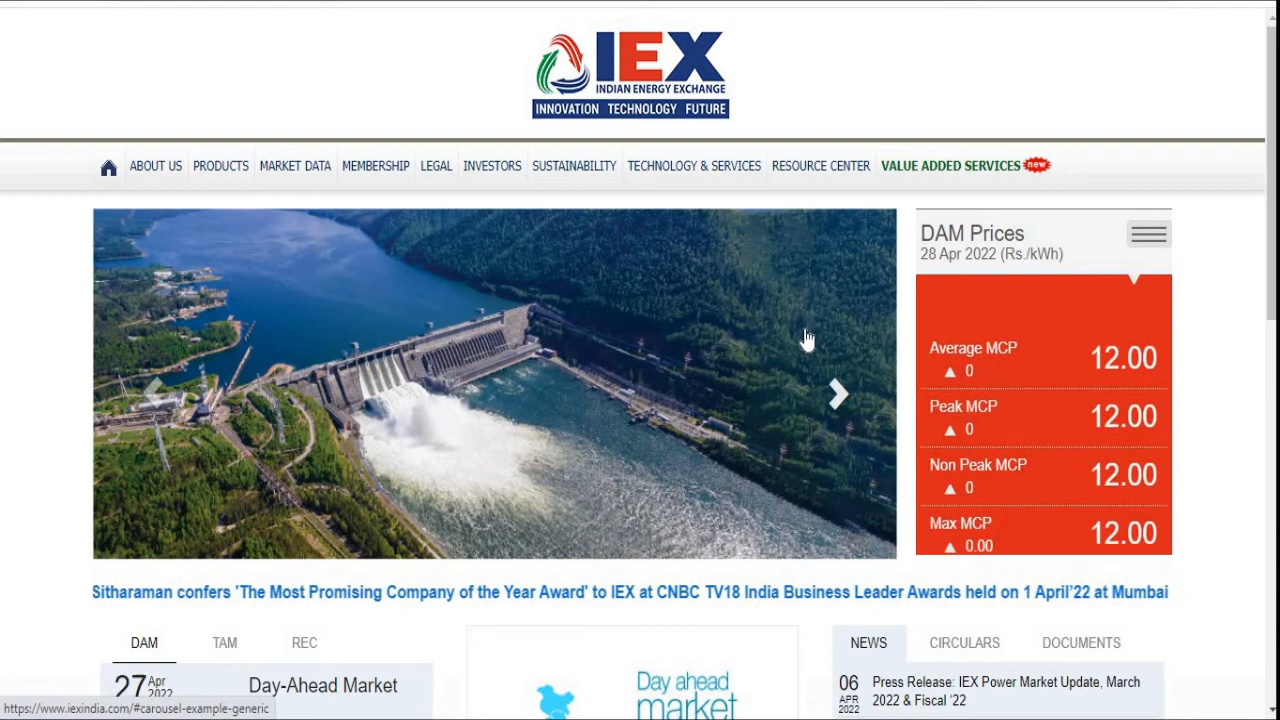 IEX
INDIAN ENERGY EXCHANGE
INNOVATION TECHNOLOGY FUTURE
ABOUT US PRODUCTS MARKET DATA MEMBERSHIP LEGAL INVESTORS SUSTAINABILITY TECHNOLOGY & SERVICES RESOURCE CENTER VALUE ADDED SERVICES new
DAM Prices
28 Apr 2022 (Rs./kWh)
Average MCP 12.00
▲ 0
Peak MCP 12.00
▲ 0
Non Peak MCP 12.00
▲ 0
Max MCP 12.00
▲ 0.00
Sitharaman confers 'The Most Promising Company of the Year Award' to IEX at CNBC TV18 India Business Leader Awards held on 1 April'22 at Mumbai
DAM TAM REC
27 Apr 2022 Day-Ahead Market
Day ahead
market
NEWS CIRCULARS DOCUMENTS
06 APR 2022
Press Release: IEX Power Market Update, March
2022 & Fiscal '22
https://www.iexindia.com/#carousel-example-generic